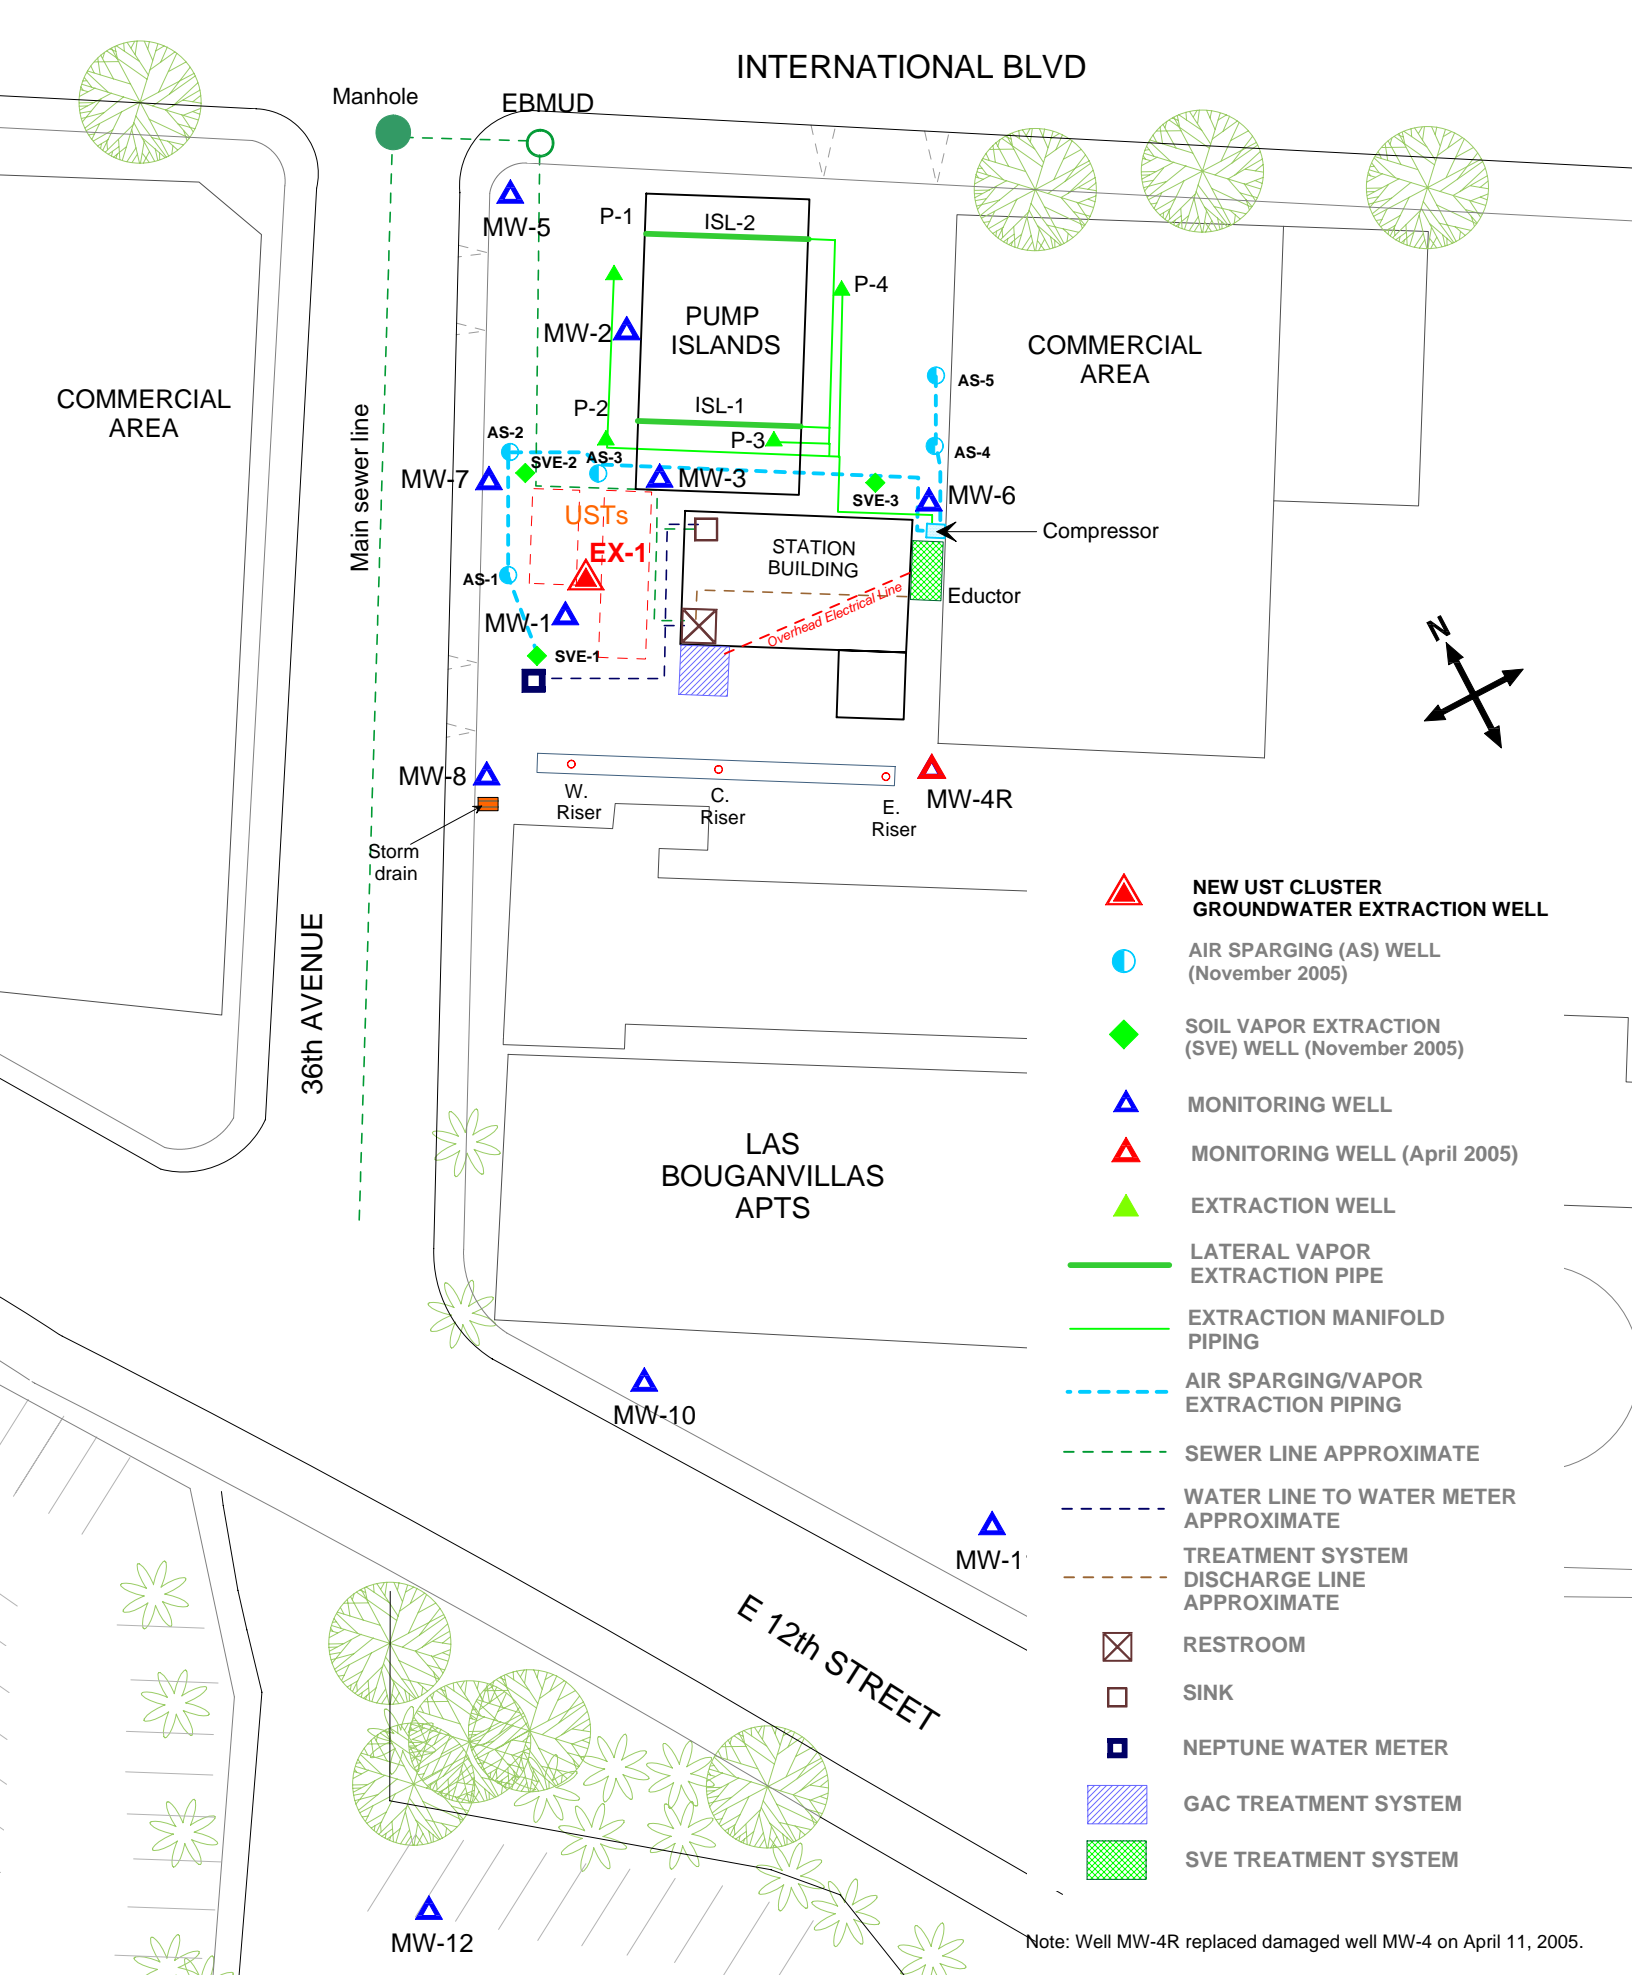 INTERNATIONAL BLVD
Manhole
EBMUD
MW-5
P-1
ISL-2
P-4
PUMP
ISLANDS
MW-2
COMMERCIAL
AREA
COMMERCIAL
AREA
AS-5
Main sewer line
P-2
ISL-1
P-3
AS-2
AS-4
SVE-2
AS-3
MW-7
MW-3
SVE-3
MW-6
USTs
EX-1
STATION
BUILDING
Compressor
AS-1
Eductor
Overhead Electrical Line
MW-1
SVE-1
N
MW-8
W.
Riser
C.
Riser
E.
Riser
MW-4R
Storm
drain
36th AVENUE
LAS
BOUGANVILLAS
APTS
MW-10
MW-1
E 12th STREET
MW-12
NEW UST CLUSTER
GROUNDWATER EXTRACTION WELL
AIR SPARGING (AS) WELL
(November 2005)
SOIL VAPOR EXTRACTION
(SVE) WELL (November 2005)
MONITORING WELL
MONITORING WELL (April 2005)
EXTRACTION WELL
LATERAL VAPOR
EXTRACTION PIPE
EXTRACTION MANIFOLD
PIPING
AIR SPARGING/VAPOR
EXTRACTION PIPING
SEWER LINE APPROXIMATE
WATER LINE TO WATER METER
APPROXIMATE
TREATMENT SYSTEM
DISCHARGE LINE
APPROXIMATE
RESTROOM
SINK
NEPTUNE WATER METER
GAC TREATMENT SYSTEM
SVE TREATMENT SYSTEM
Note: Well MW-4R replaced damaged well MW-4 on April 11, 2005.